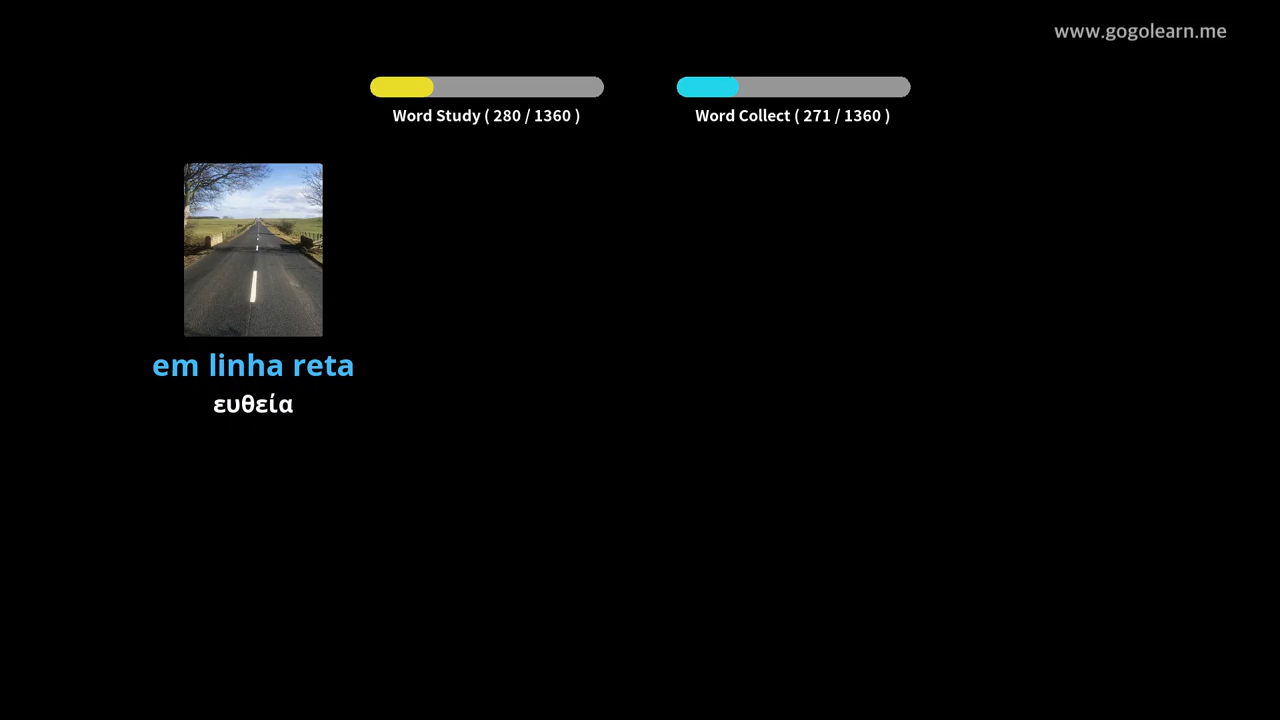 www.gogolearn.me
Word Study ( 280 / 1360 )
Word Collect ( 271 / 1360 )
em linha reta
ευθεία